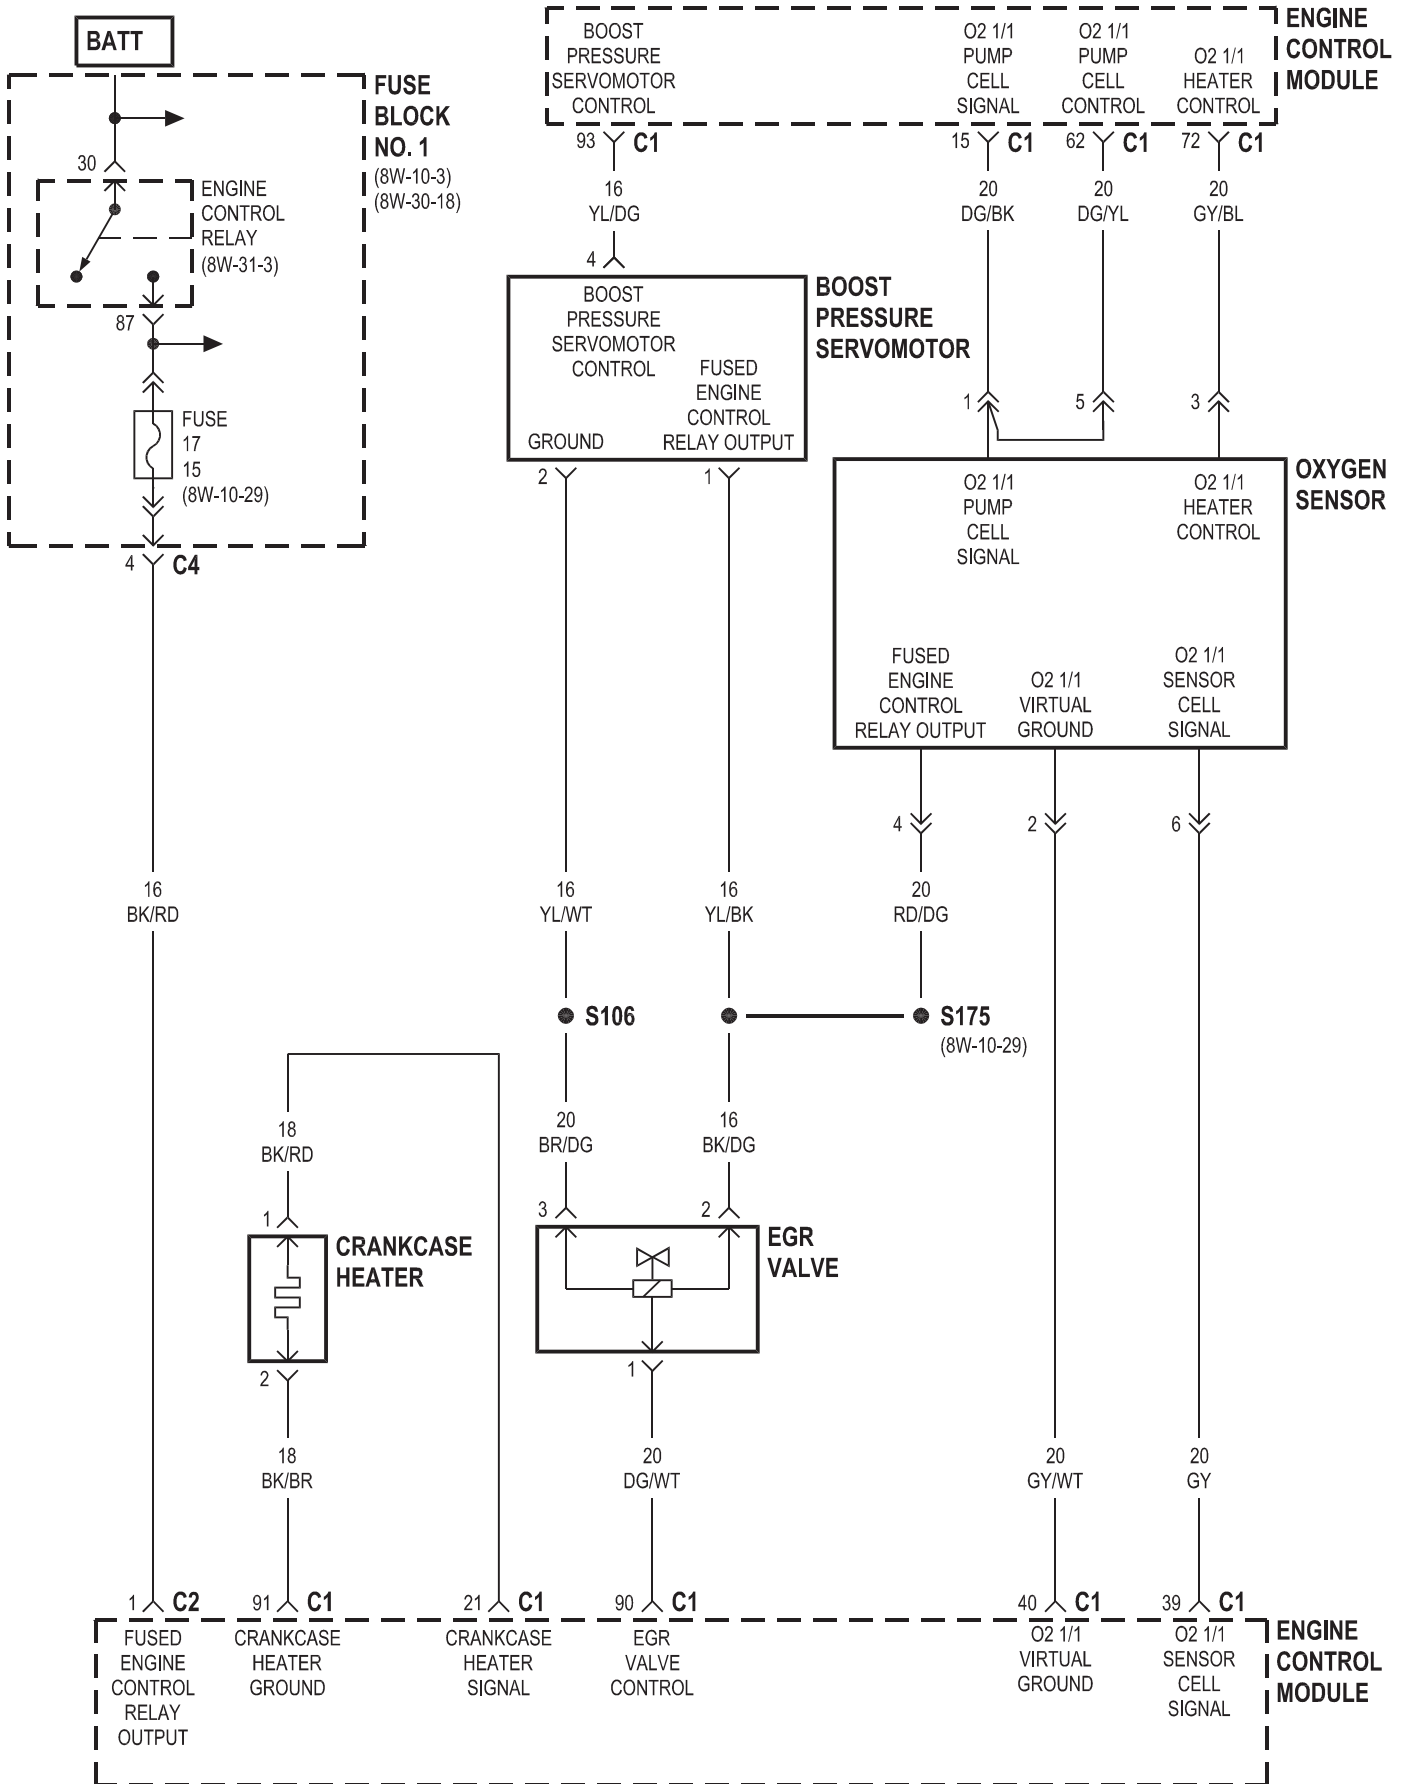 BATT
FUSE
BLOCK
NO. 1
(8W-10-3)
(8W-30-18)
30
ENGINE
CONTROL
RELAY
(8W-31-3)
87
FUSE
17
15
(8W-10-29)
4
C4
BOOST
PRESSURE
SERVOMOTOR
CONTROL
O2 1/1
PUMP
CELL
SIGNAL
O2 1/1
PUMP
CELL
CONTROL
O2 1/1
HEATER
CONTROL
ENGINE
CONTROL
MODULE
93
C1
15
C1
62
C1
72
C1
16
YL/DG
20
DG/BK
20
DG/YL
20
GY/BL
4
BOOST
PRESSURE
SERVOMOTOR
CONTROL
FUSED
ENGINE
CONTROL
RELAY OUTPUT
GROUND
BOOST
PRESSURE
SERVOMOTOR
2
1
1
5
3
O2 1/1
PUMP
CELL
SIGNAL
O2 1/1
HEATER
CONTROL
OXYGEN
SENSOR
FUSED
ENGINE
CONTROL
RELAY OUTPUT
O2 1/1
VIRTUAL
GROUND
O2 1/1
SENSOR
CELL
SIGNAL
4
2
6
16
BK/RD
16
YL/WT
16
YL/BK
20
RD/DG
S106
S175
(8W-10-29)
18
BK/RD
20
BR/DG
16
BK/DG
1
3
2
CRANKCASE
HEATER
EGR
VALVE
2
1
18
BK/BR
20
DG/WT
20
GY/WT
20
GY
1
C2
91
C1
21
C1
90
C1
40
C1
39
C1
FUSED
ENGINE
CONTROL
RELAY
OUTPUT
CRANKCASE
HEATER
GROUND
CRANKCASE
HEATER
SIGNAL
EGR
VALVE
CONTROL
O2 1/1
VIRTUAL
GROUND
O2 1/1
SENSOR
CELL
SIGNAL
ENGINE
CONTROL
MODULE